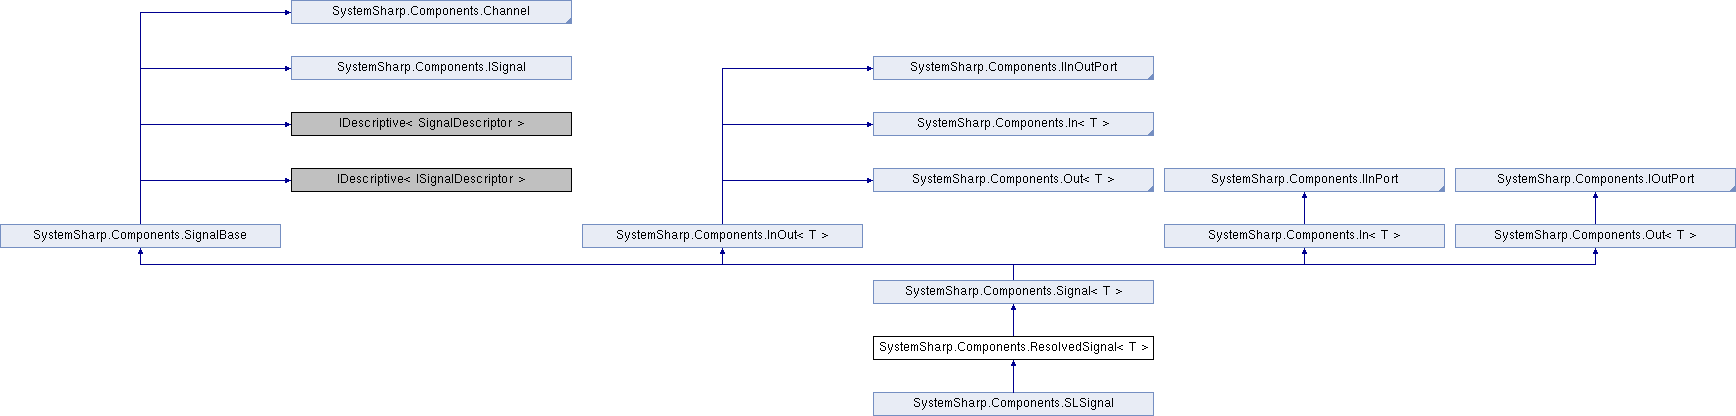 SystemSharp.Components.Channel
SystemSharp.Components.ISignal
SystemSharp.Components.IInOutPort
IDescriptive< SignalDescriptor >
SystemSharp.Components.In< T >
IDescriptive< ISignalDescriptor >
SystemSharp.Components.Out< T >
SystemSharp.Components.IInPort
SystemSharp.Components.IOutPort
SystemSharp.Components.SignalBase
SystemSharp.Components.InOut< T >
SystemSharp.Components.In< T >
SystemSharp.Components.Out< T >
SystemSharp.Components.Signal< T >
SystemSharp.Components.ResolvedSignal< T >
SystemSharp.Components.SLSignal